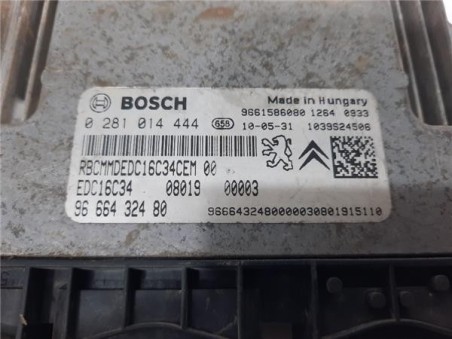 BOSCH
Made in Hungary
9661586080 1264 0933
0 281 014 444 658 10-05-31 1039S24506
RBCMMDEDC16C34CEM 00
EDC16C34 08019 00003
96 664 324 80
9666432480000030801915110